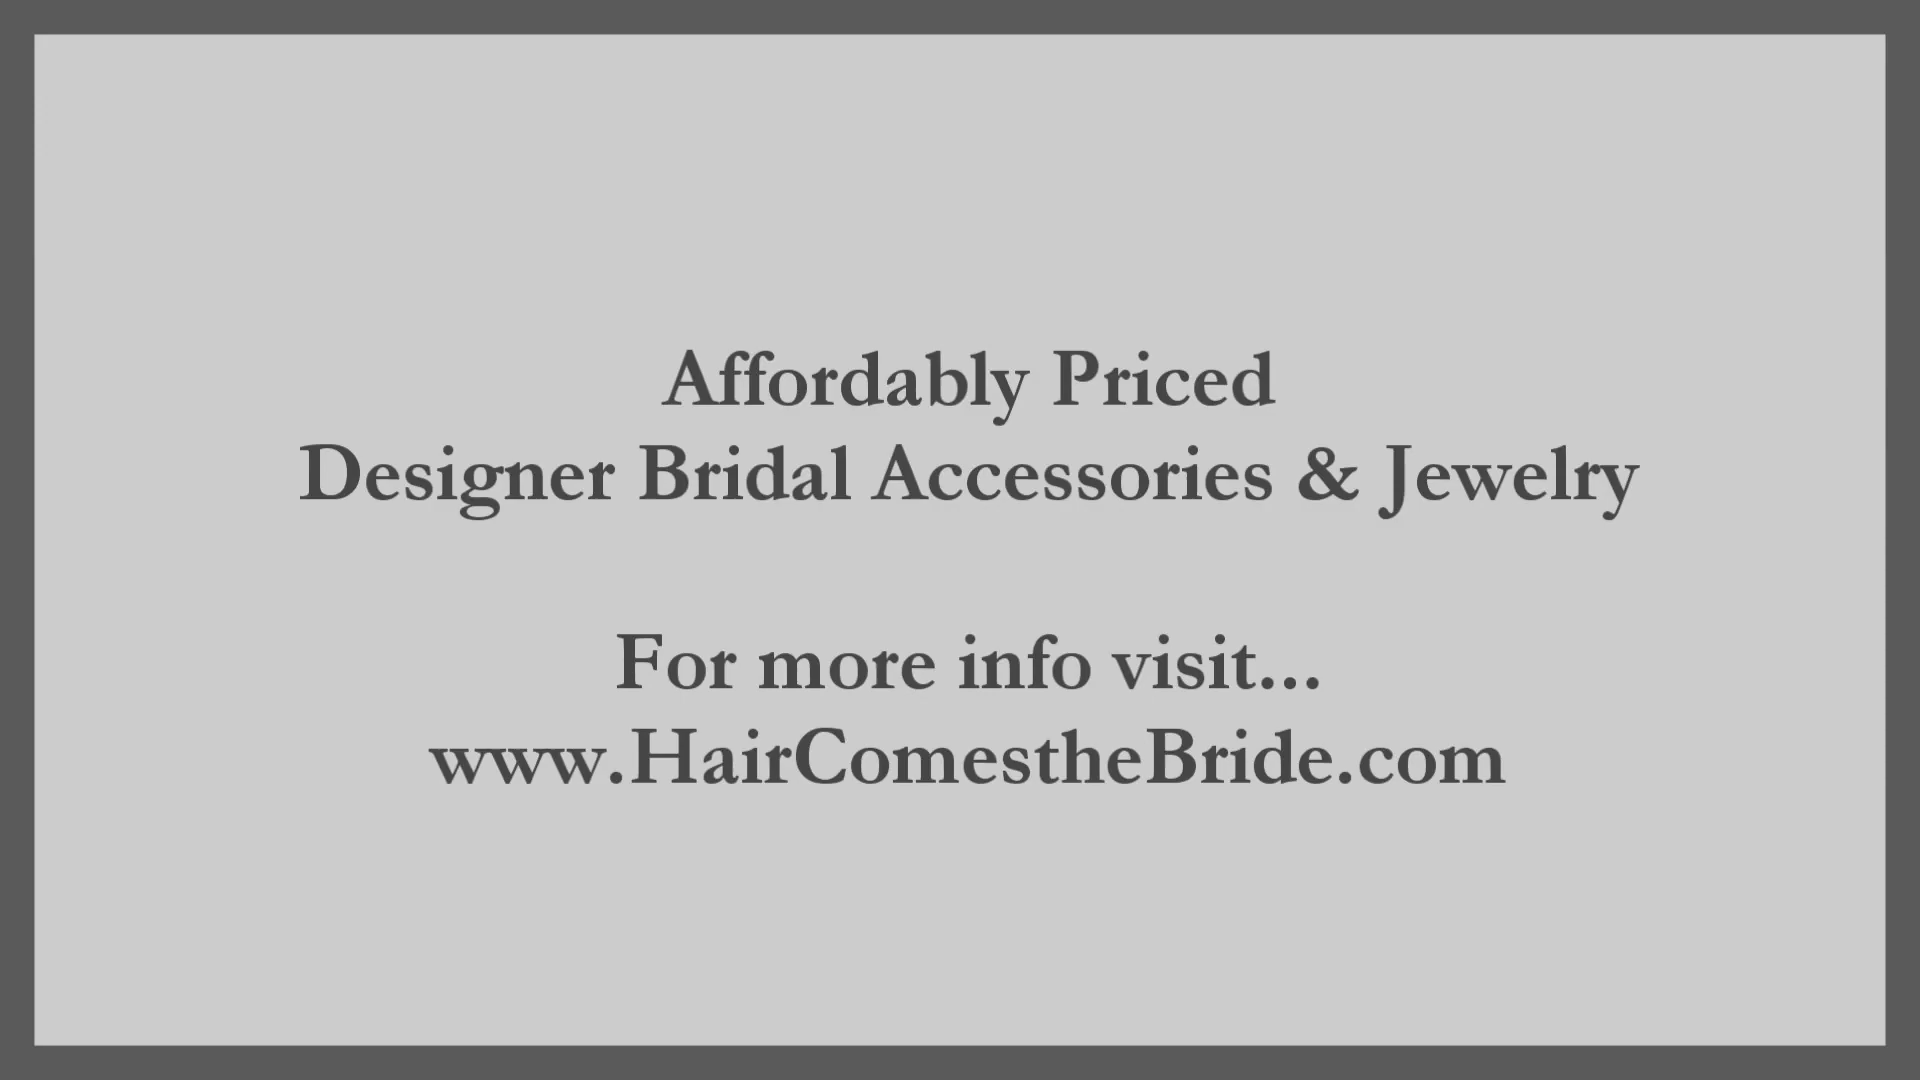 Affordably Priced
Designer Bridal Accessories & Jewelry
For more info visit...
www.HairComestheBride.com